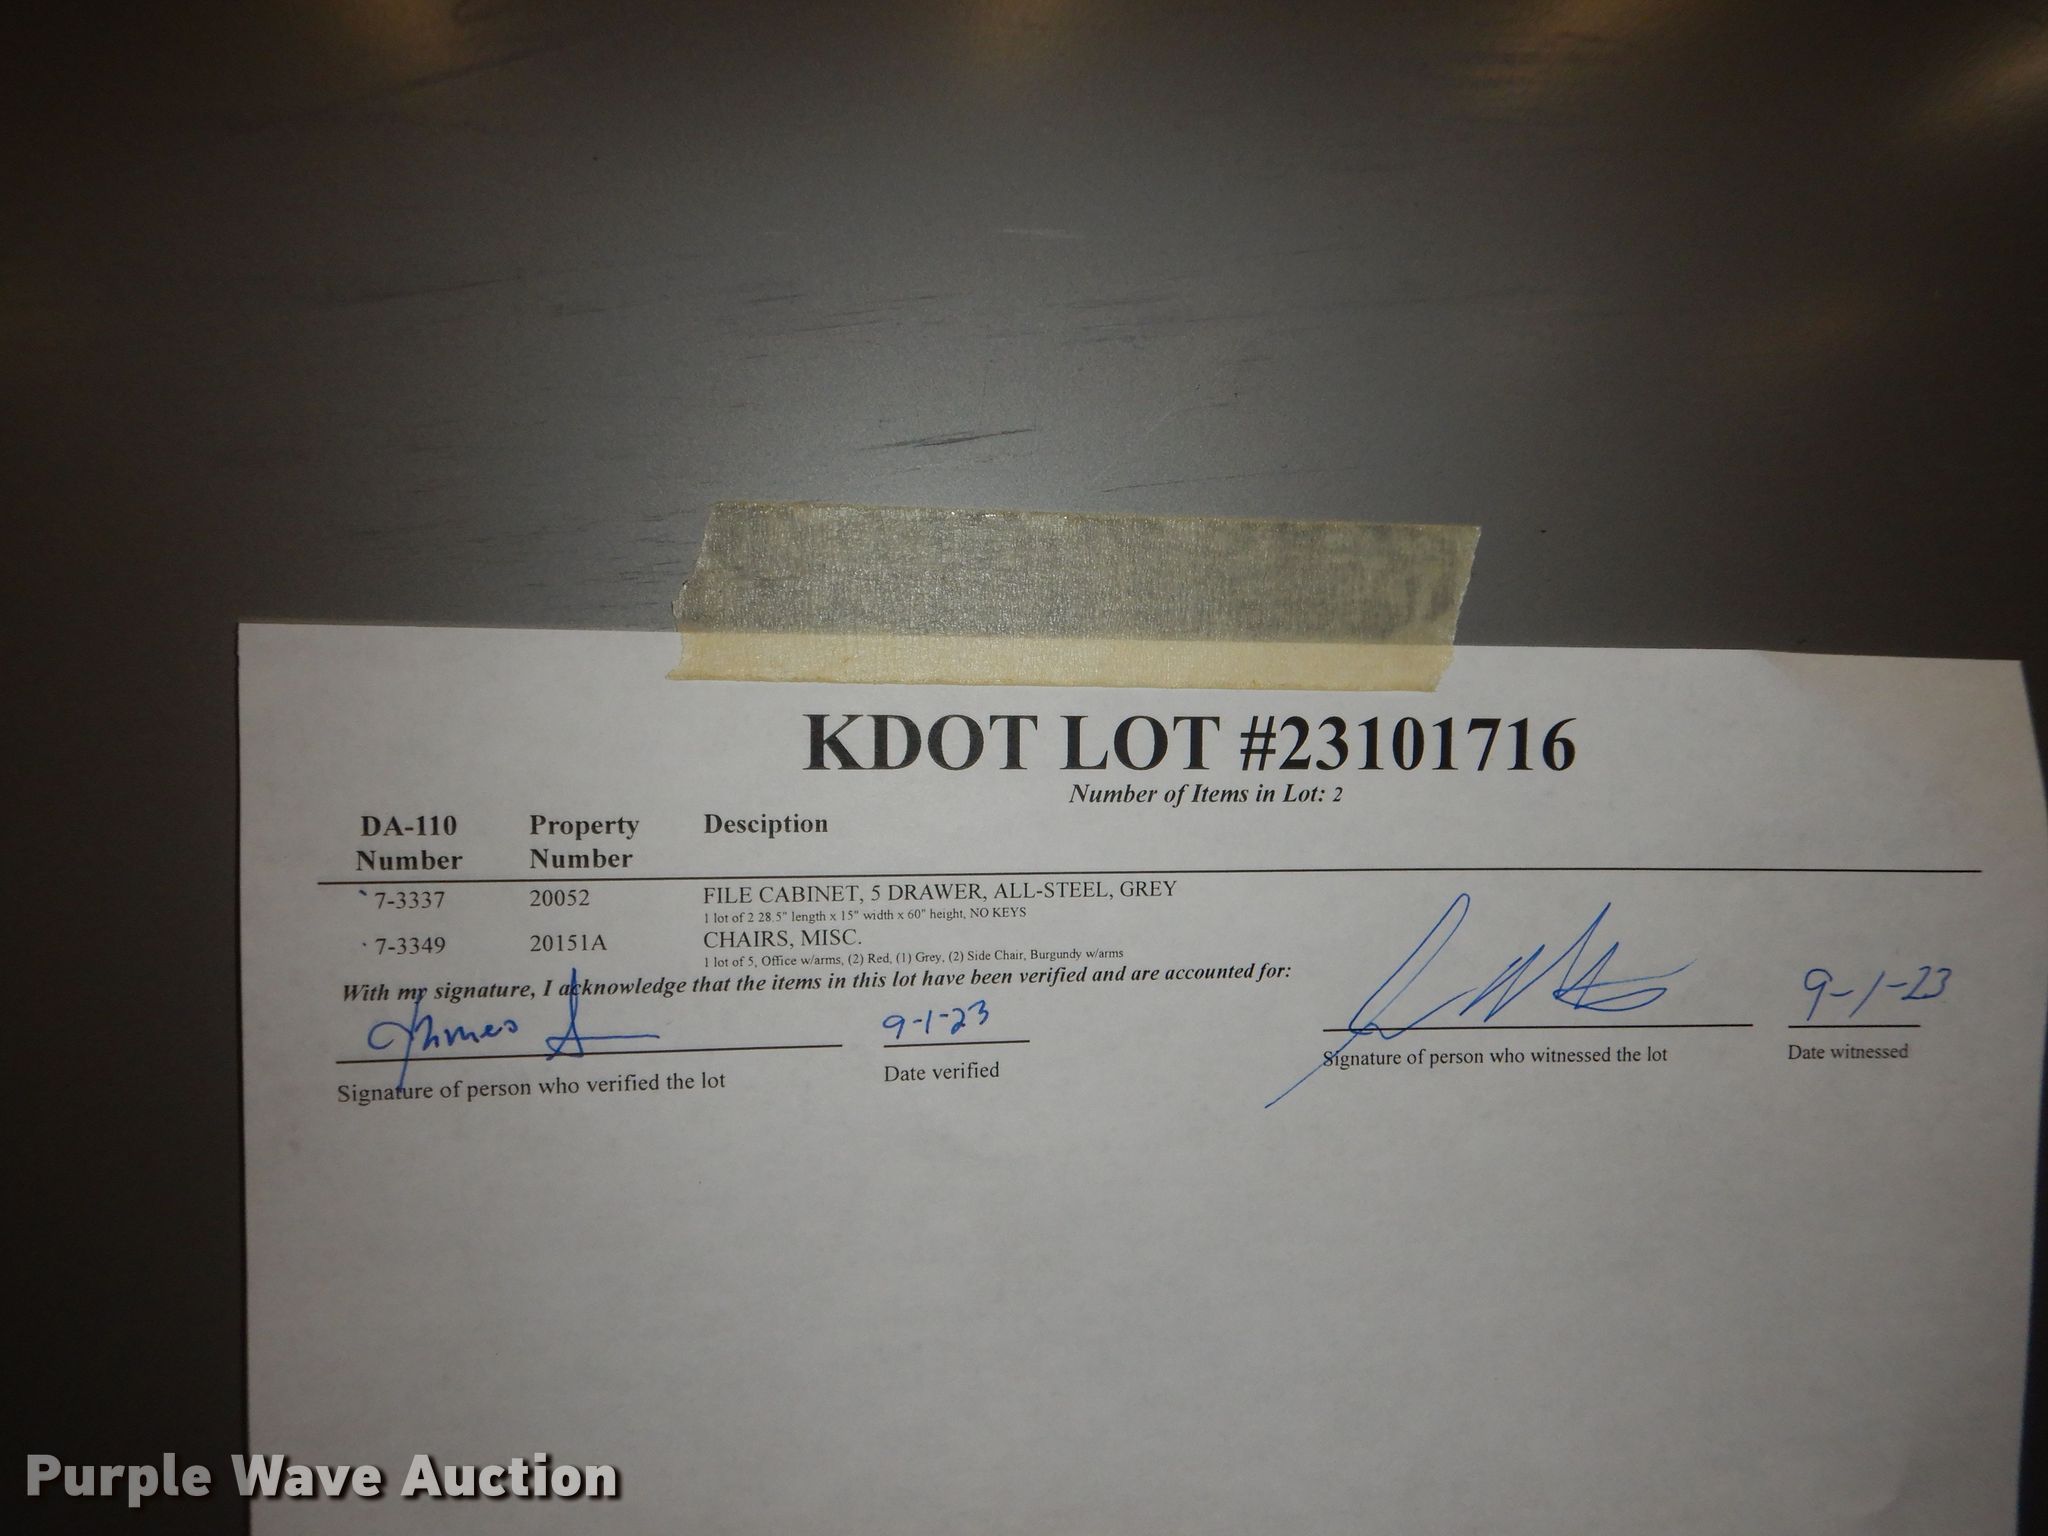 KDOT LOT #23101716
Number of Items in Lot: 2
DA-110 Number Property Number Desciption
7-3337 20052 FILE CABINET, 5 DRAWER, ALL-STEEL, GREY
1 lot of 2 28.5" length x 15" width x 60" height, NO KEYS
7-3349 20151A CHAIRS, MISC.
1 lot of 5, Office w/arms, (2) Red, (1) Grey, (2) Side Chair, Burgundy w/arms
With my signature, I acknowledge that the items in this lot have been verified and are accounted for:
9-1-23 9-1-23
Signature of person who verified the lot Date verified Signature of person who witnessed the lot Date witnessed
Purple Wave Auction